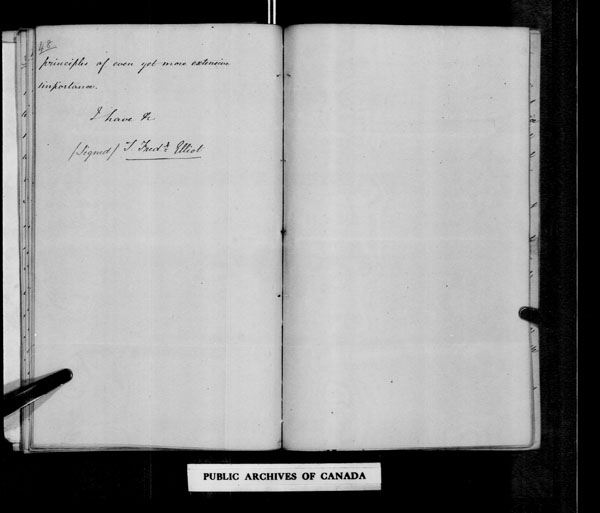 48
principles of even yet more extensive
importance.
I have &c
(Signed) T. Fredk. Elliot
PUBLIC ARCHIVES OF CANADA